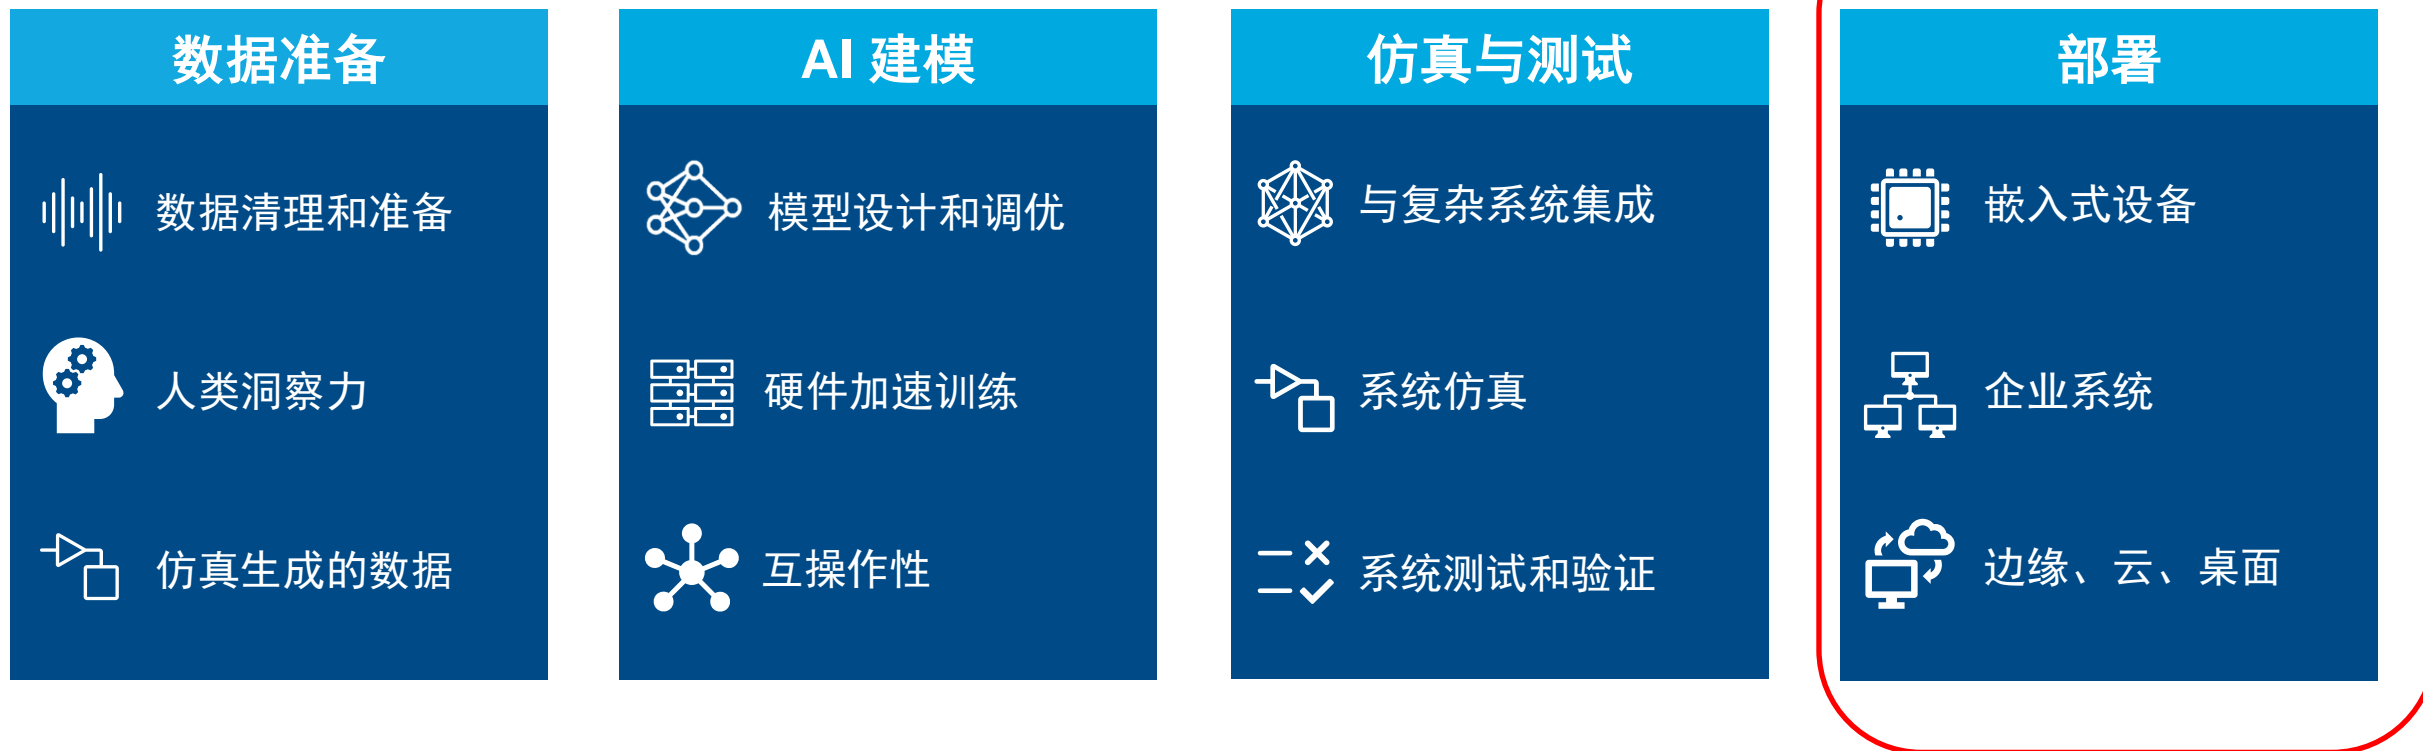 数据准备
数据清理和准备
人类洞察力
仿真生成的数据
AI 建模
模型设计和调优
硬件加速训练
互操作性
仿真与测试
与复杂系统集成
系统仿真
系统测试和验证
部署
嵌入式设备
企业系统
边缘、云、桌面